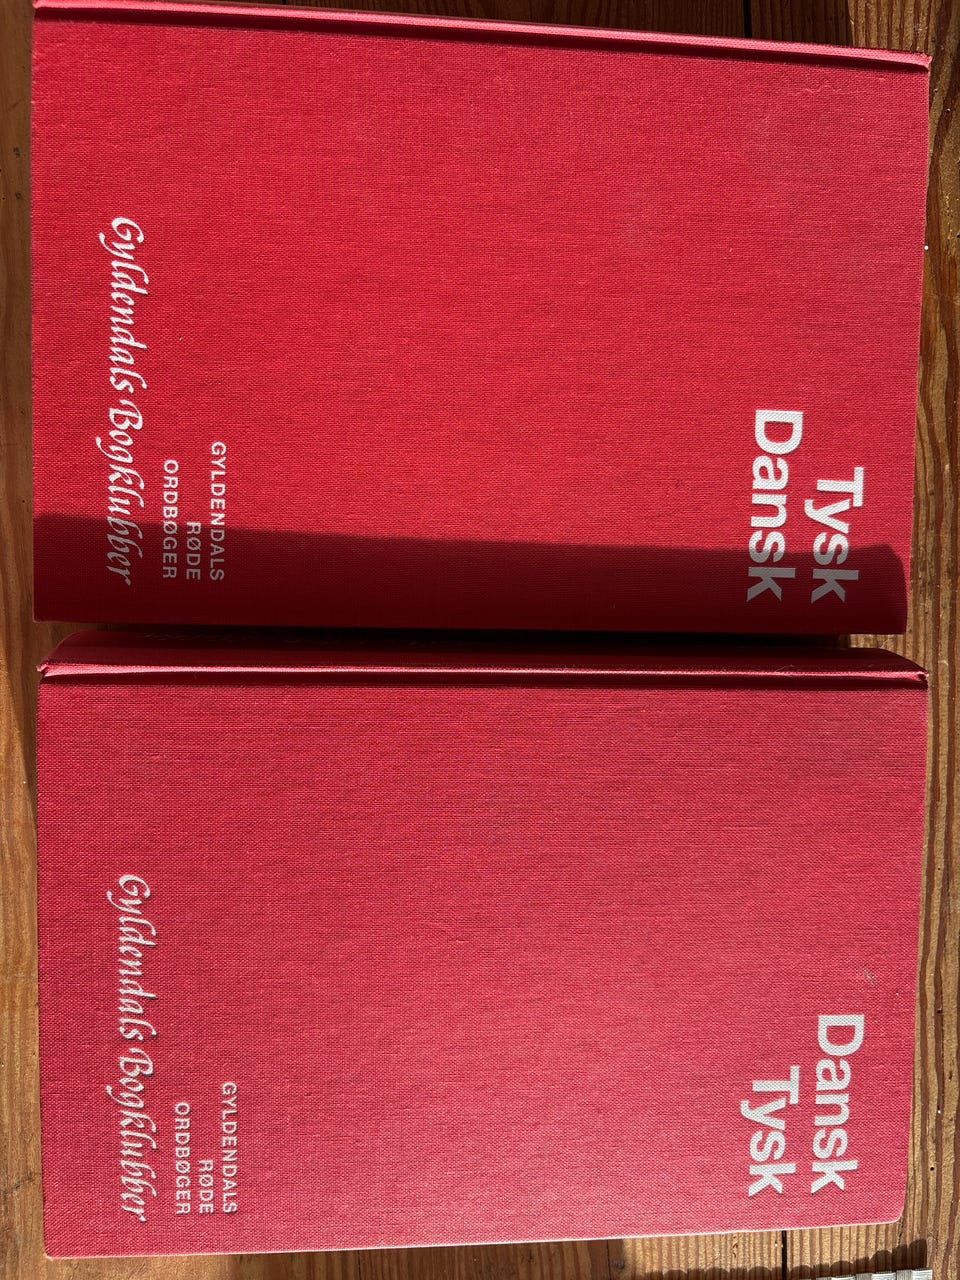 Tysk
Dansk
GYLDENDALS
RØDE
ORDBØGER
Gyldendals Bogklubber
Dansk
Tysk
GYLDENDALS
RØDE
ORDBØGER
Gyldendals Bogklubber